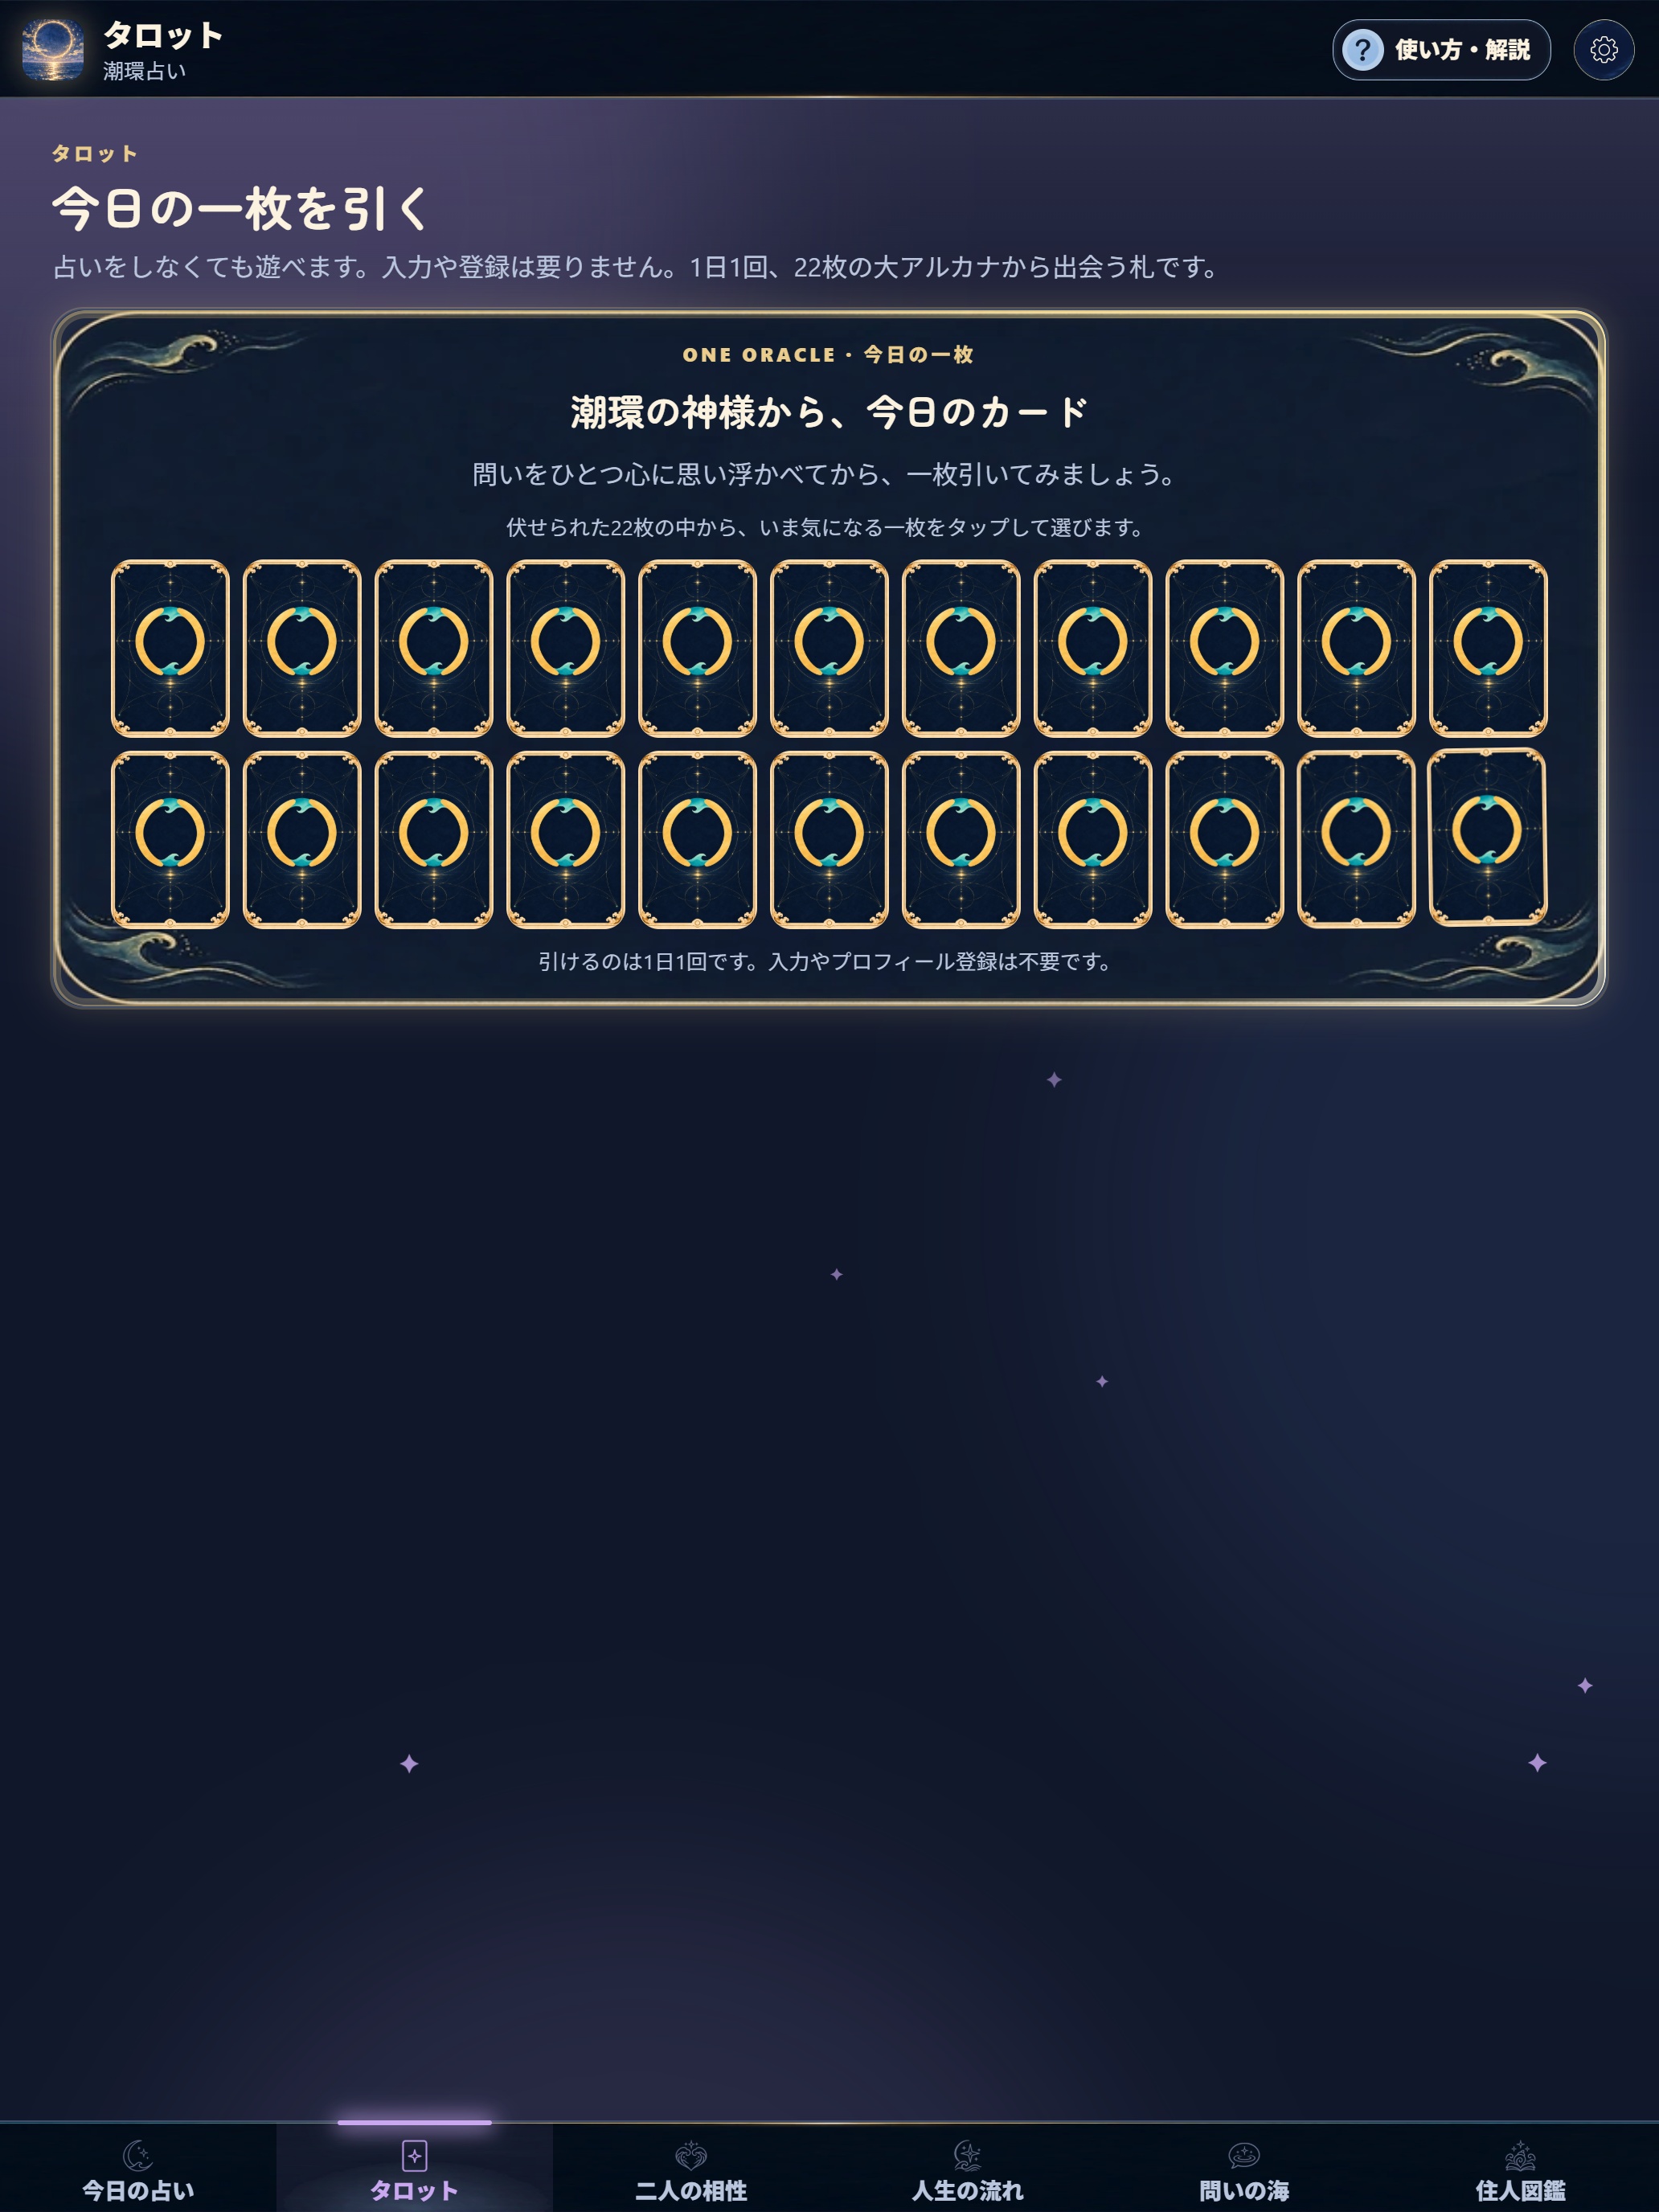 タロット
潮環占い
? 使い方・解説
タロット
今日の一枚を引く
占いをしなくても遊べます。入力や登録は要りません。1日1回、22枚の大アルカナから出会う札です。
ONE ORACLE · 今日の一枚
潮環の神様から、今日のカード
問いをひとつ心に思い浮かべてから、一枚引いてみましょう。
伏せられた22枚の中から、いま気になる一枚をタップして選びます。
引けるのは1日1回です。入力やプロフィール登録は不要です。
今日の占い
タロット
二人の相性
人生の流れ
問いの海
住人図鑑